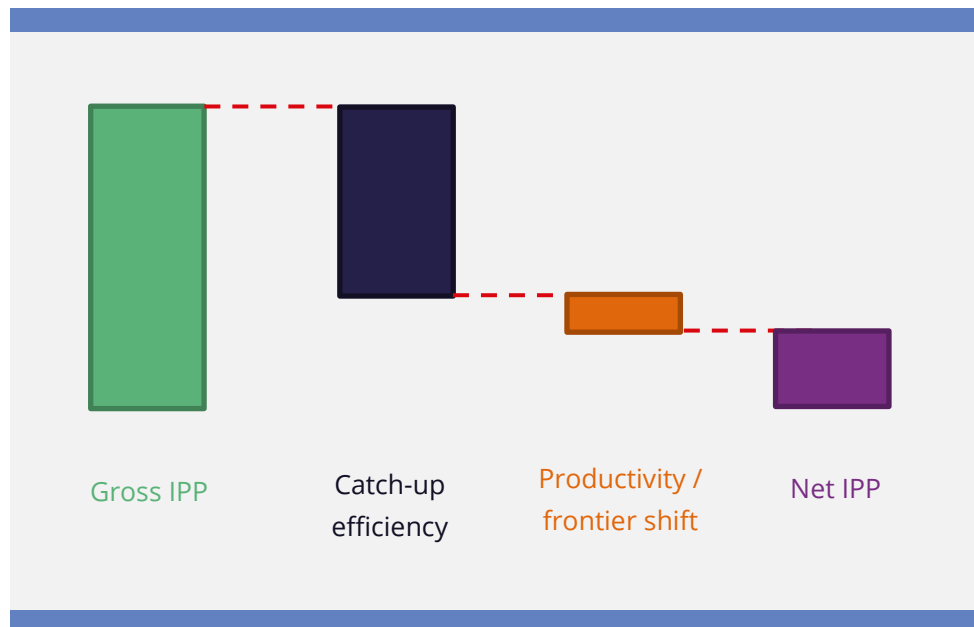 Gross IPP
Catch-up
efficiency
Productivity /
frontier shift
Net IPP